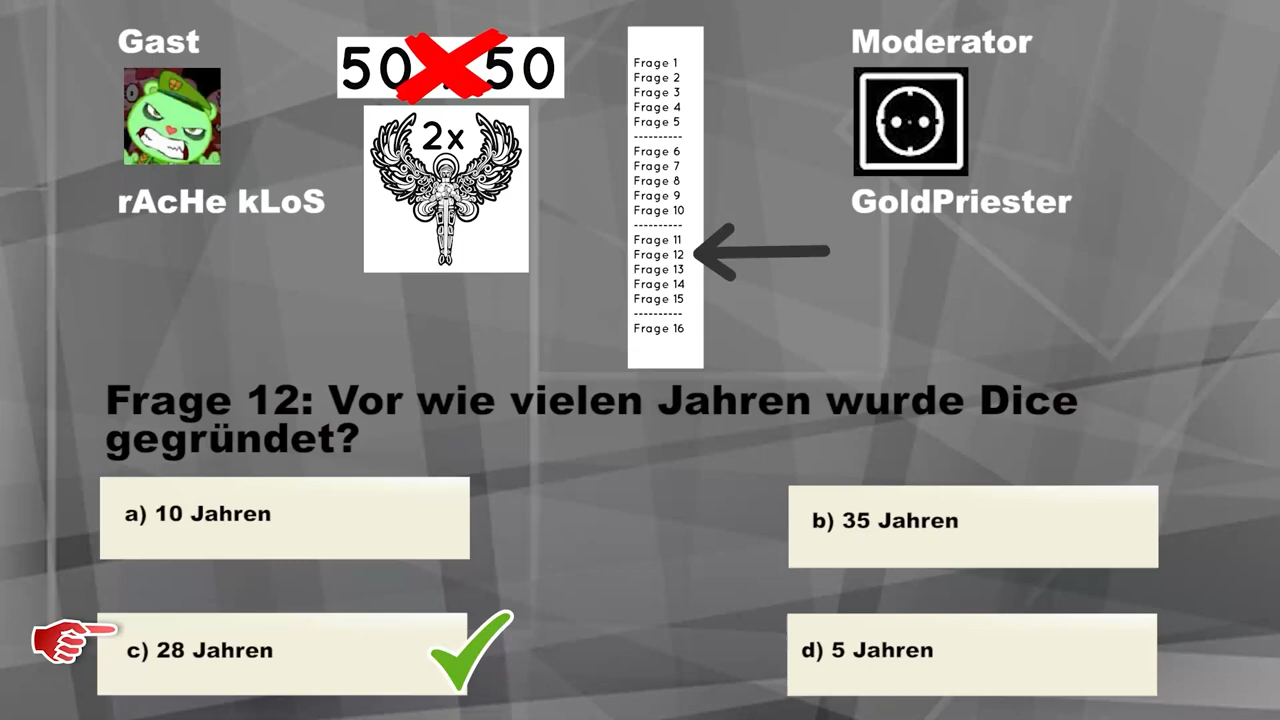 Gast
rAcHe kLoS
50 50
2x
Frage 1
Frage 2
Frage 3
Frage 4
Frage 5
----------
Frage 6
Frage 7
Frage 8
Frage 9
Frage 10
----------
Frage 11
Frage 12
Frage 13
Frage 14
Frage 15
----------
Frage 16
Moderator
GoldPriester
Frage 12: Vor wie vielen Jahren wurde Dice
gegründet?
a) 10 Jahren
b) 35 Jahren
c) 28 Jahren
d) 5 Jahren